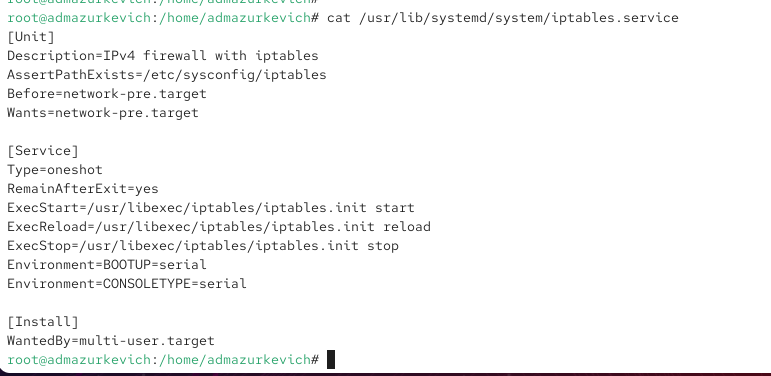 root@admazurkevich:/home/admazurkevich#
root@admazurkevich:/home/admazurkevich# cat /usr/lib/systemd/system/iptables.service
[Unit]
Description=IPv4 firewall with iptables
AssertPathExists=/etc/sysconfig/iptables
Before=network-pre.target
Wants=network-pre.target

[Service]
Type=oneshot
RemainAfterExit=yes
ExecStart=/usr/libexec/iptables/iptables.init start
ExecReload=/usr/libexec/iptables/iptables.init reload
ExecStop=/usr/libexec/iptables/iptables.init stop
Environment=BOOTUP=serial
Environment=CONSOLETYPE=serial

[Install]
WantedBy=multi-user.target
root@admazurkevich:/home/admazurkevich#